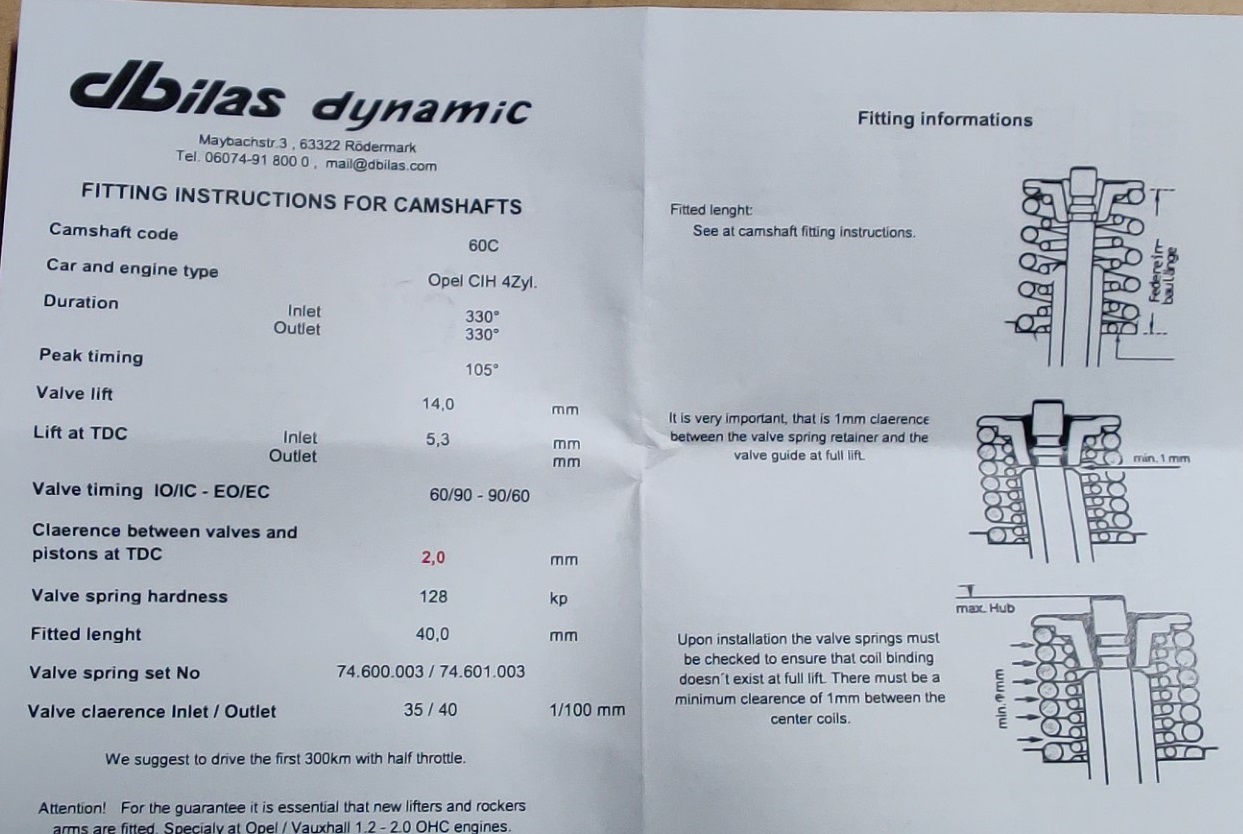 dbilas dynamic
Maybachstr.3 , 63322 Rödermark
Tel. 06074-91 800 0 , mail@dbilas.com
FITTING INSTRUCTIONS FOR CAMSHAFTS
Camshaft code 60C
Car and engine type Opel CIH 4Zyl.
Duration Inlet 330°
Outlet 330°
Peak timing 105°
Valve lift 14,0 mm
Lift at TDC Inlet 5,3 mm
Outlet mm
Valve timing IO/IC - EO/EC 60/90 - 90/60
Claerence between valves and
pistons at TDC 2,0 mm
Valve spring hardness 128 kp
Fitted lenght 40,0 mm
Valve spring set No 74.600.003 / 74.601.003
Valve claerence Inlet / Outlet 35 / 40 1/100 mm
We suggest to drive the first 300km with half throttle.
Attention! For the guarantee it is essential that new lifters and rockers
arms are fitted. Specialy at Opel / Vauxhall 1.2 - 2.0 OHC engines.
Fitting informations
Fitted lenght:
See at camshaft fitting instructions.
Federein-
baulänge
It is very important, that is 1mm claerence
between the valve spring retainer and the
valve guide at full lift.
min. 1 mm
max. Hub
Upon installation the valve springs must
be checked to ensure that coil binding
doesn´t exist at full lift. There must be a
minimum clearence of 1mm between the
center coils.
min.
mm